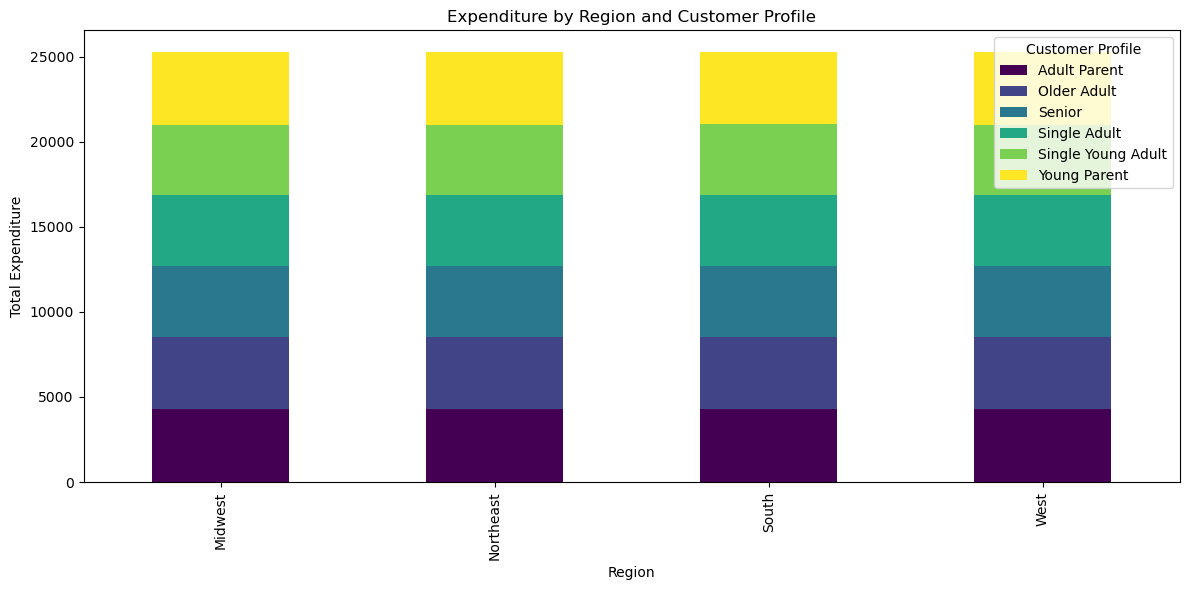 Expenditure by Region and Customer Profile
Customer Profile
Adult Parent
Older Adult
Senior
Single Adult
Single Young Adult
Young Parent
Total Expenditure
25000
20000
15000
10000
5000
0
Midwest
Northeast
South
West
Region